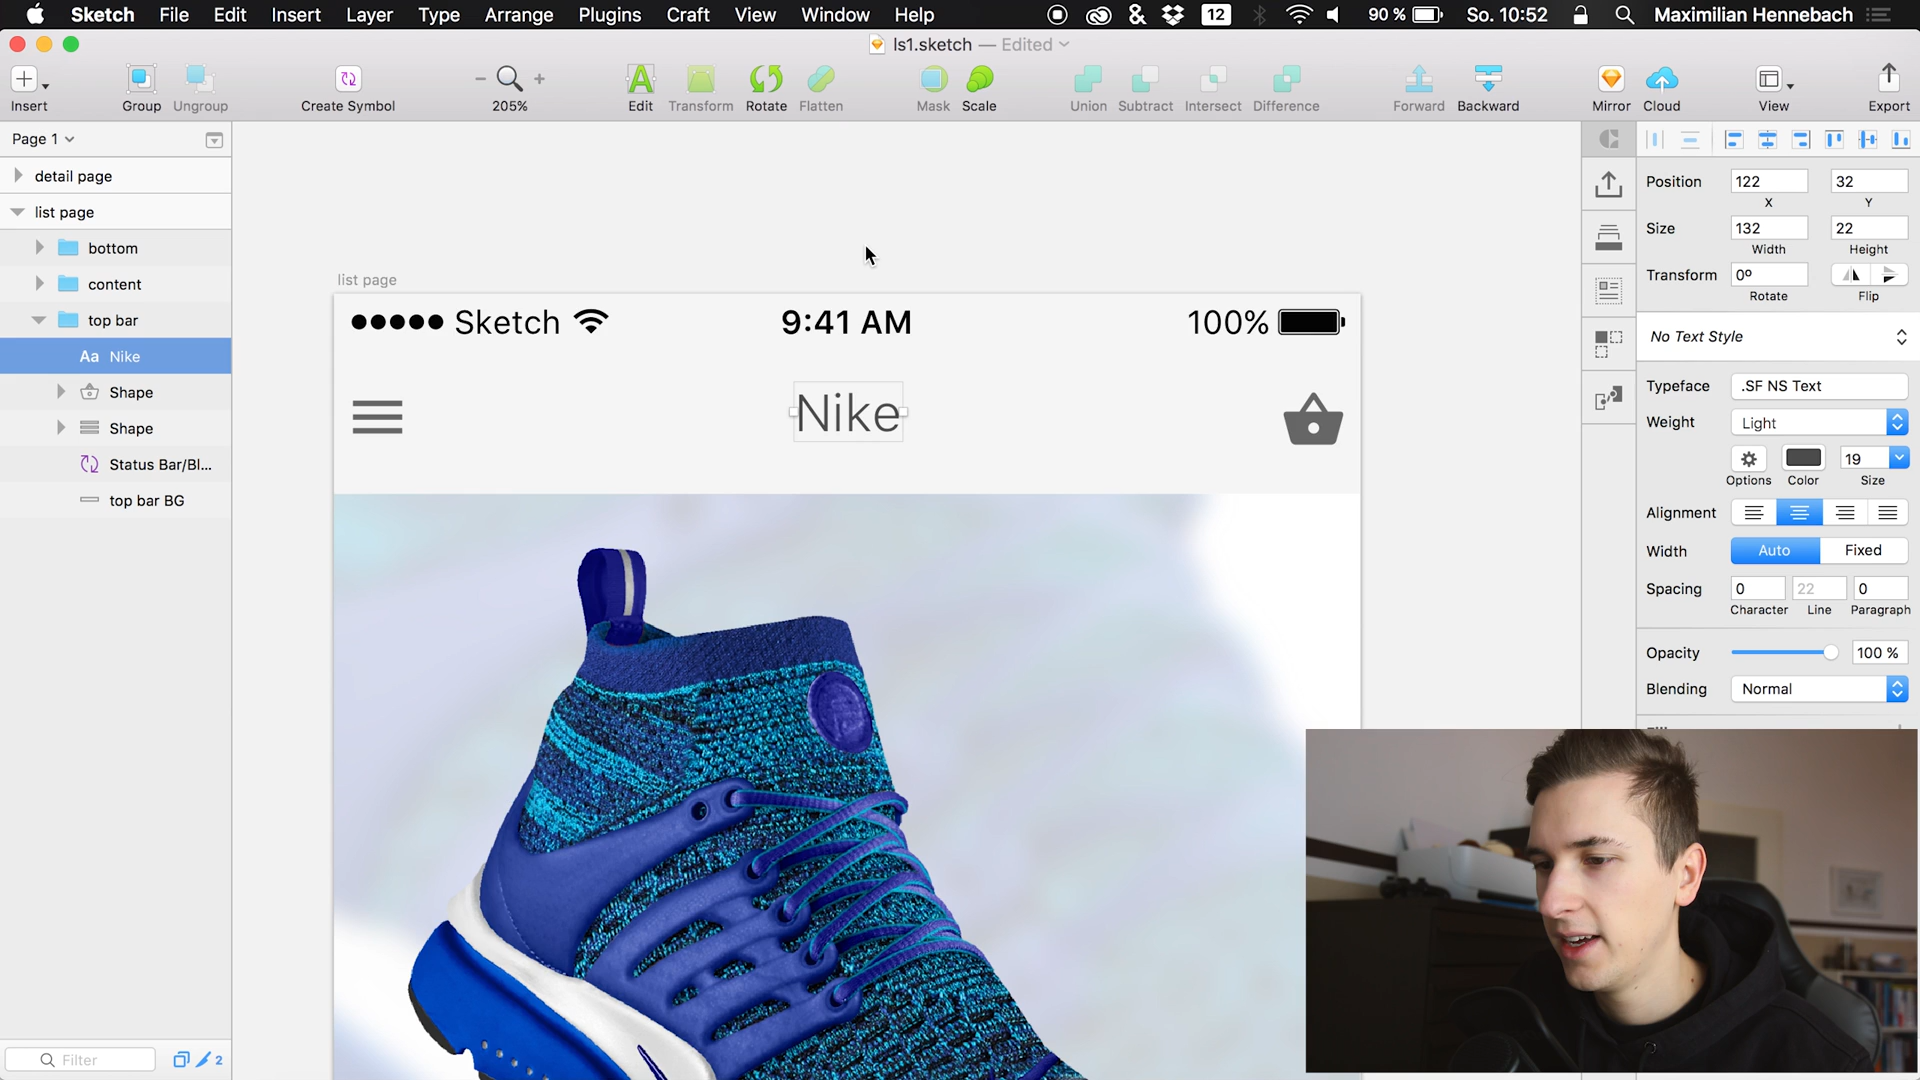 Sketch File Edit Insert Layer Type Arrange Plugins Craft View Window Help 12 90 % So. 10:52 Maximilian Hennebach
ls1.sketch — Edited
Insert Group Ungroup Create Symbol 205% Edit Transform Rotate Flatten Mask Scale Union Subtract Intersect Difference Forward Backward Mirror Cloud View Export
Page 1
detail page
list page
bottom
content
top bar
Aa Nike
Shape
Shape
Status Bar/Bl...
top bar BG
Filter 2
list page
Sketch 9:41 AM 100%
Nike
Position 122 32
X Y
Size 132 22
Width Height
Transform 0º
Rotate Flip
No Text Style
Typeface .SF NS Text
Weight Light
19
Options Color Size
Alignment
Width Auto Fixed
Spacing 0 22 0
Character Line Paragraph
Opacity 100 %
Blending Normal